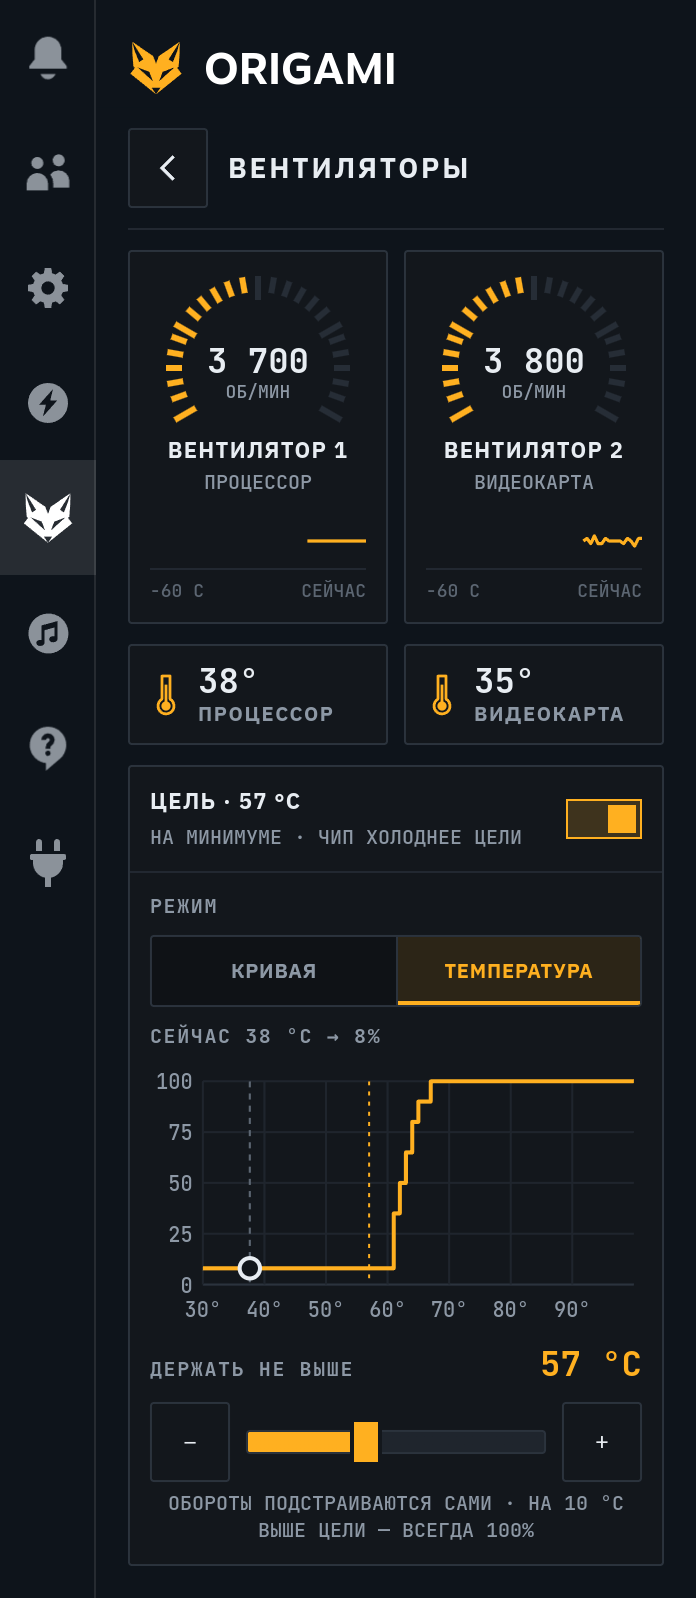 ORIGAMI
ВЕНТИЛЯТОРЫ
3 700
ОБ/МИН
ВЕНТИЛЯТОР 1
ПРОЦЕССОР
-60 С
СЕЙЧАС
3 800
ОБ/МИН
ВЕНТИЛЯТОР 2
ВИДЕОКАРТА
-60 С
СЕЙЧАС
38°
ПРОЦЕССОР
35°
ВИДЕОКАРТА
ЦЕЛЬ · 57 °C
НА МИНИМУМЕ · ЧИП ХОЛОДНЕЕ ЦЕЛИ
РЕЖИМ
КРИВАЯ
ТЕМПЕРАТУРА
СЕЙЧАС 38 °C → 8%
100
75
50
25
0
30° 40° 50° 60° 70° 80° 90°
ДЕРЖАТЬ НЕ ВЫШЕ
57 °C
−
+
ОБОРОТЫ ПОДСТРАИВАЮТСЯ САМИ · НА 10 °C
ВЫШЕ ЦЕЛИ — ВСЕГДА 100%